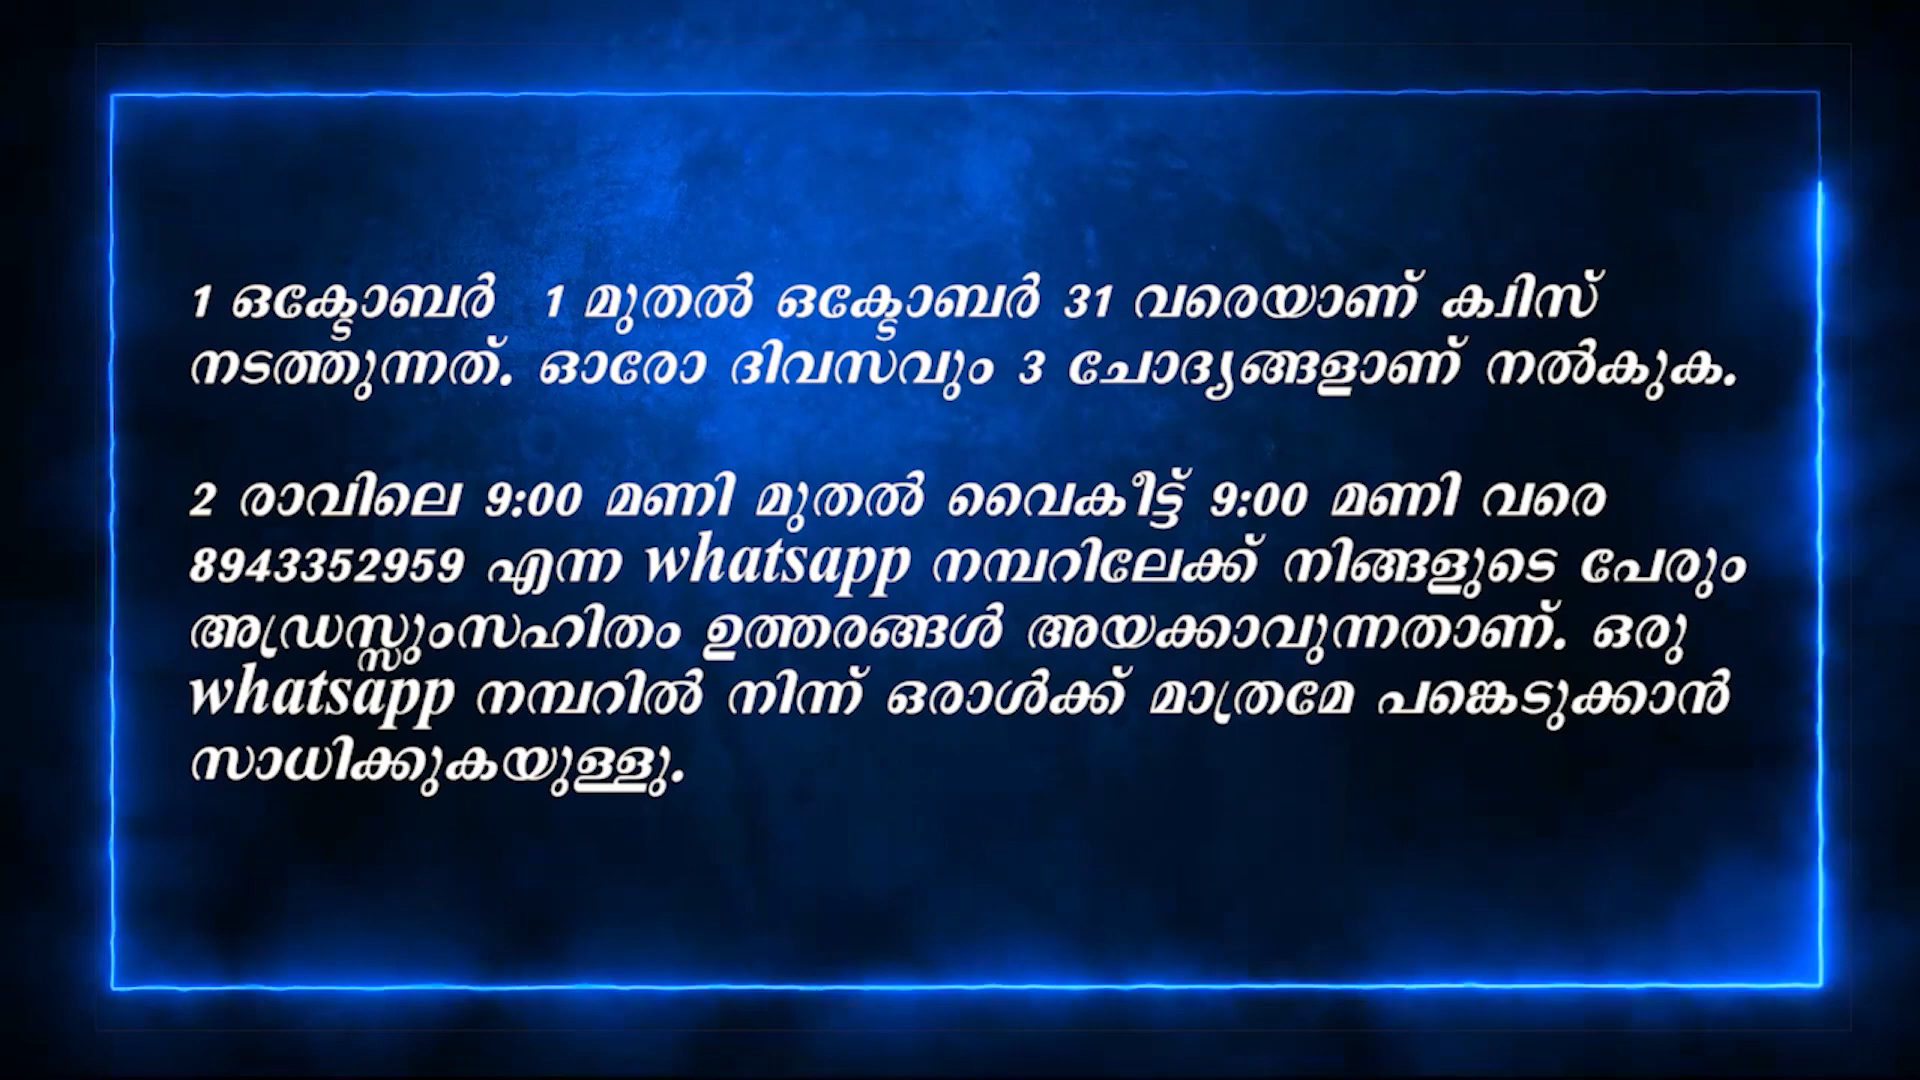 1 ഒക്ടോബർ 1 മുതൽ ഒക്ടോബർ 31 വരെയാണ് ക്വിസ്
നടത്തുന്നത്. ഓരോ ദിവസവും 3 ചോദ്യങ്ങളാണ് നൽകുക.
2 രാവിലെ 9:00 മണി മുതൽ വൈകീട്ട് 9:00 മണി വരെ
8943352959 എന്ന whatsapp നമ്പറിലേക്ക് നിങ്ങളുടെ പേരും
അഡ്രസ്സുംസഹിതം ഉത്തരങ്ങൾ അയക്കാവുന്നതാണ്. ഒരു
whatsapp നമ്പറിൽ നിന്ന് ഒരാൾക്ക് മാത്രമേ പങ്കെടുക്കാൻ
സാധിക്കുകയുള്ളു.